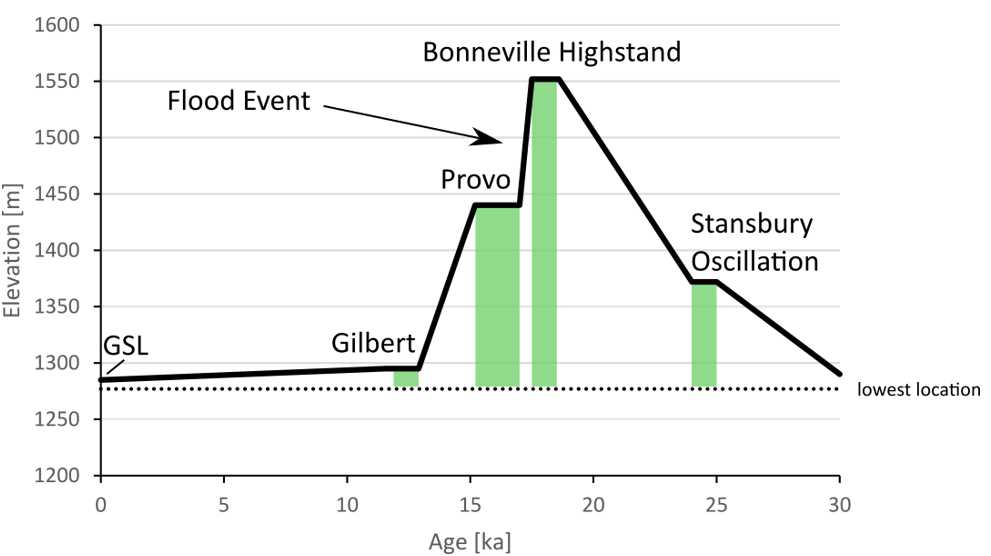 1600
Bonneville Highstand
1550
Flood Event
1500
Provo
1450
Stansbury
1400
Oscillation
1350
Gilbert
GSL
1300
lowest location
1250
1200
Elevation [m]
0 5 10 15 20 25 30
Age [ka]